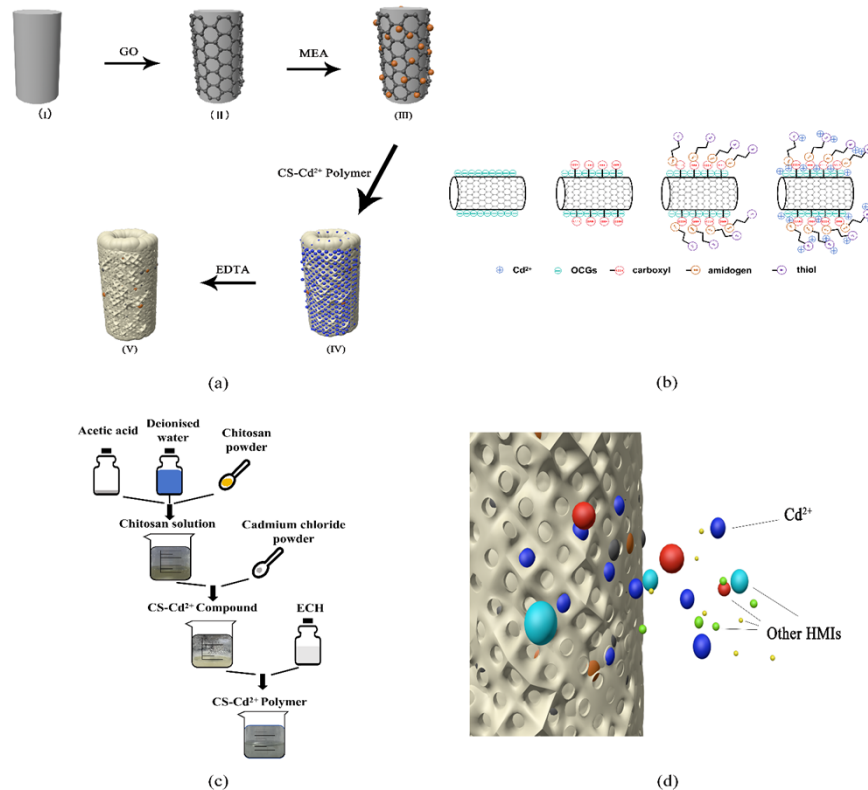 GO
MEA
(I)
(II)
(III)
CS-Cd²⁺ Polymer
EDTA
(V)
(IV)
(a)
Cd²⁺
OCGs
carboxyl
amidogen
thiol
(b)
Acetic acid
Deionised
water
Chitosan
powder
Chitosan solution
Cadmium chloride
powder
CS-Cd²⁺ Compound
ECH
CS-Cd²⁺ Polymer
(c)
Cd²⁺
Other HMIs
(d)